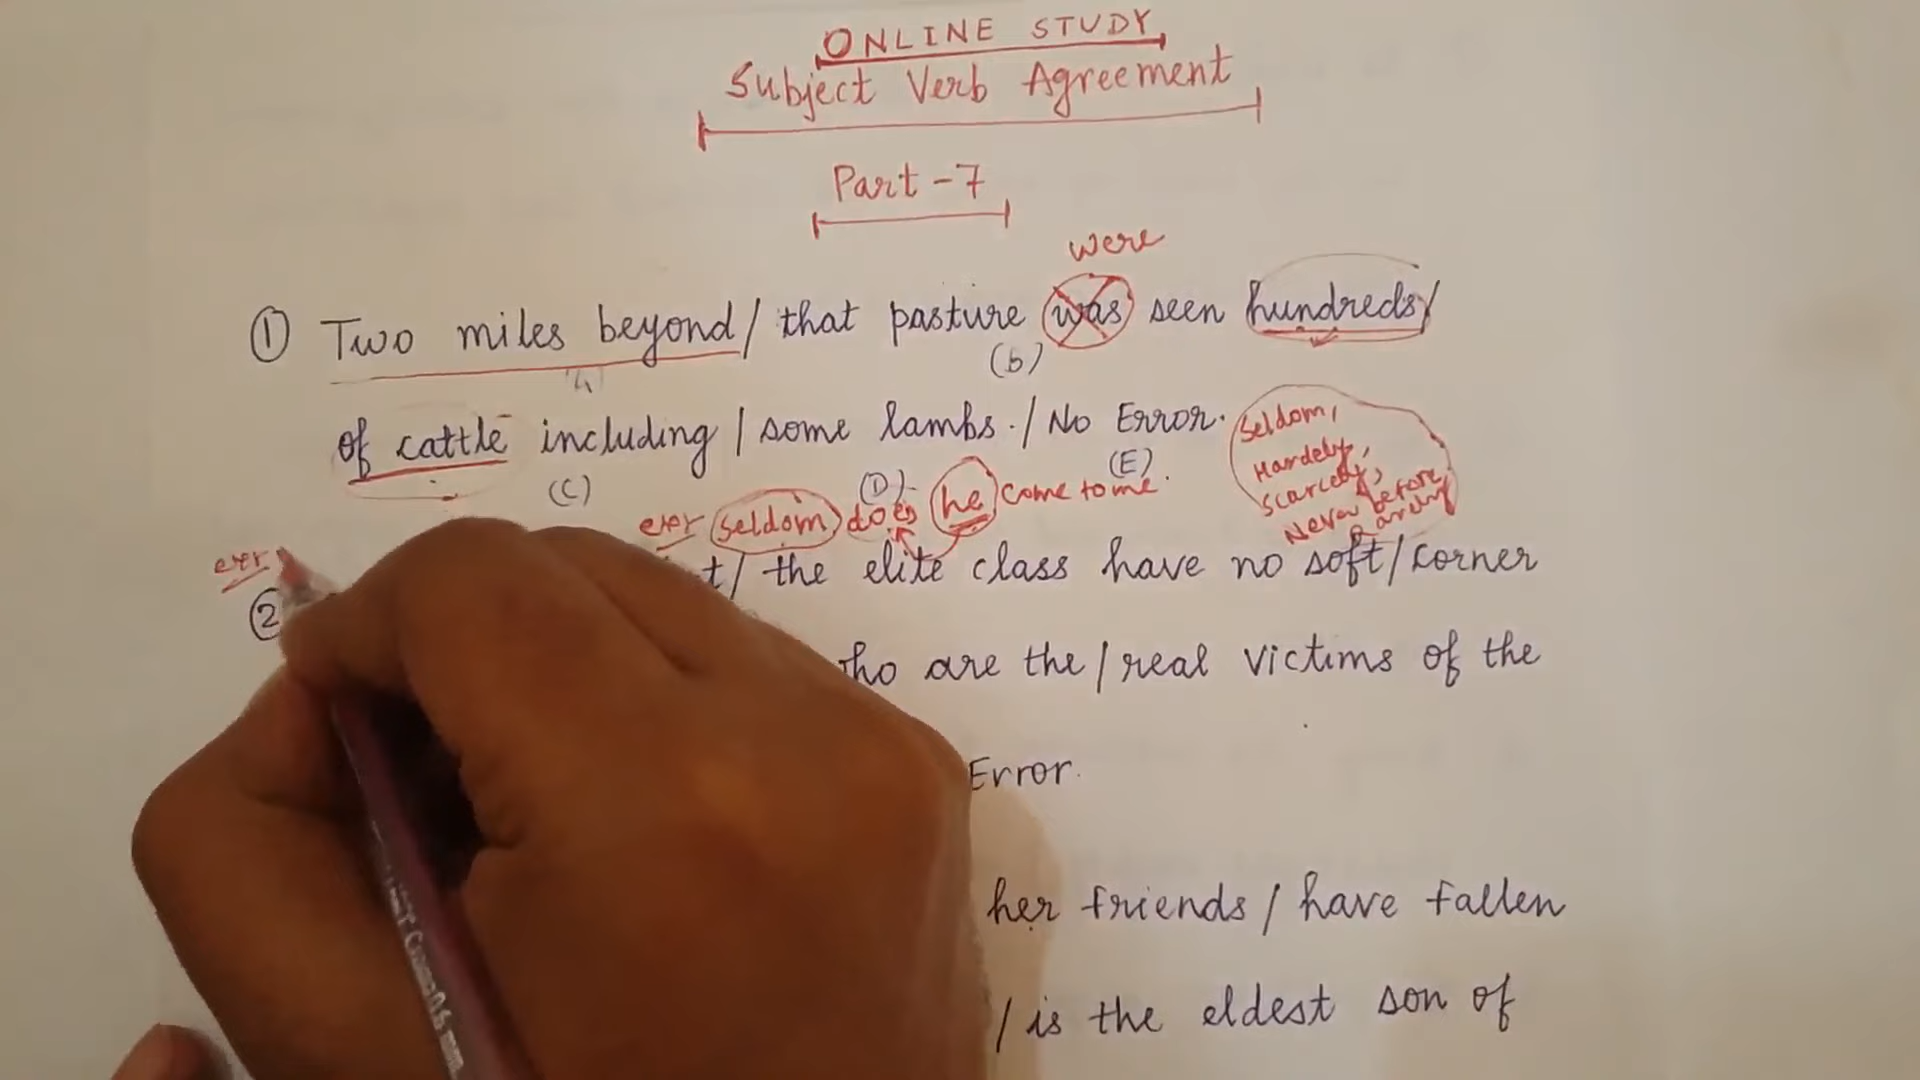 ONLINE STUDY
Subject Verb Agreement
Part-7
were
① Two miles beyond/ that pasture was seen hundreds/
(b)
of cattle including / some lambs. / No Error.
(C) (D) (E)
Seldom,
Hardely,
Scarcely,
Never before
Rarely
seldom does he come to me.
②
the elite class have no soft / corner
who are the / real victims of the
Error.
her friends / have fallen
/ is the eldest son of